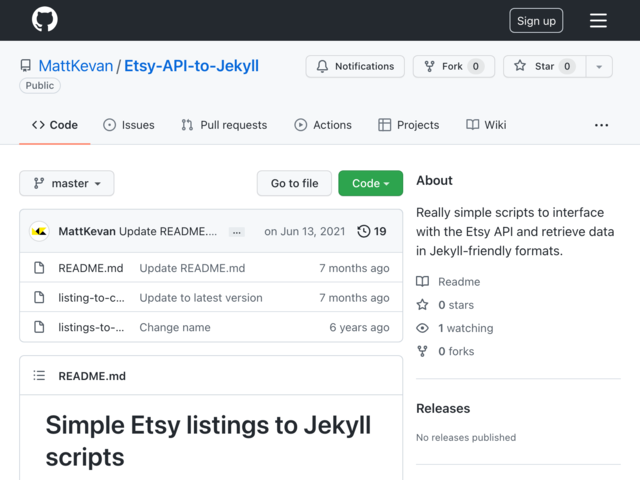 Sign up
MattKevan / Etsy-API-to-Jekyll
Public
Notifications
Fork 0
Star 0
Code
Issues
Pull requests
Actions
Projects
Wiki
...
master
Go to file
Code
About
Really simple scripts to interface
with the Etsy API and retrieve data
in Jekyll-friendly formats.
Readme
0 stars
1 watching
0 forks
MattKevan Update README.... ... on Jun 13, 2021 19
README.md Update README.md 7 months ago
listing-to-c... Update to latest version 7 months ago
listings-to-... Change name 6 years ago
README.md
Simple Etsy listings to Jekyll
scripts
Releases
No releases published